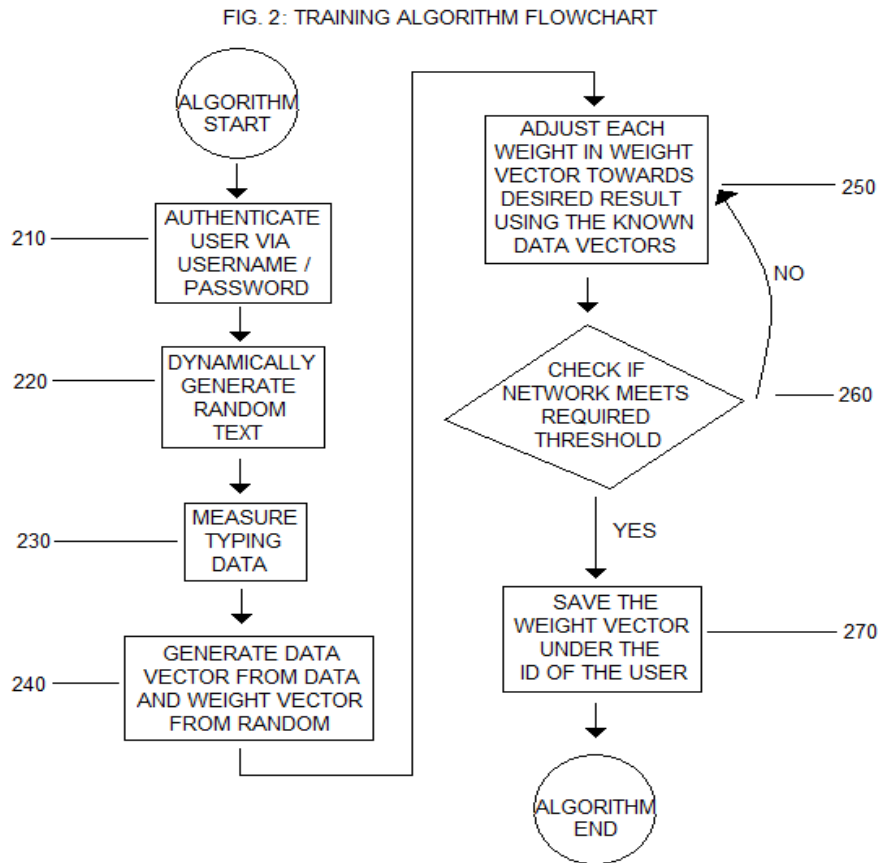 FIG. 2: TRAINING ALGORITHM FLOWCHART
ALGORITHM
START
210
AUTHENTICATE
USER VIA
USERNAME /
PASSWORD
220
DYNAMICALLY
GENERATE
RANDOM
TEXT
230
MEASURE
TYPING
DATA
240
GENERATE DATA
VECTOR FROM DATA
AND WEIGHT VECTOR
FROM RANDOM
ADJUST EACH
WEIGHT IN WEIGHT
VECTOR TOWARDS
DESIRED RESULT
USING THE KNOWN
DATA VECTORS
250
NO
CHECK IF
NETWORK MEETS
REQUIRED
THRESHOLD
260
YES
SAVE THE
WEIGHT VECTOR
UNDER THE
ID OF THE USER
270
ALGORITHM
END